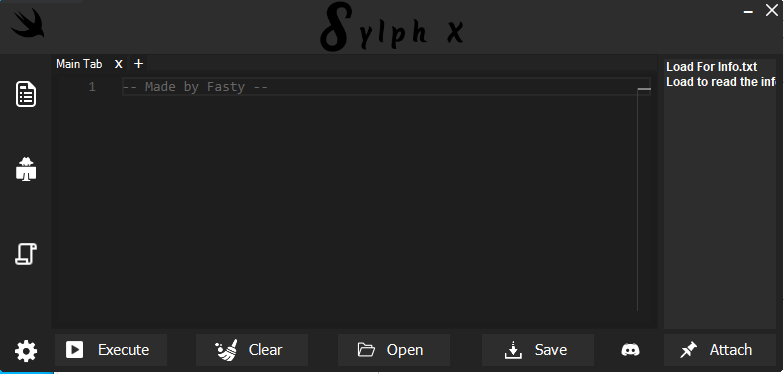 Sylph X
Main Tab X +
1 -- Made by Fasty --
Load For Info.txt
Load to read the inf
Execute
Clear
Open
Save
Attach